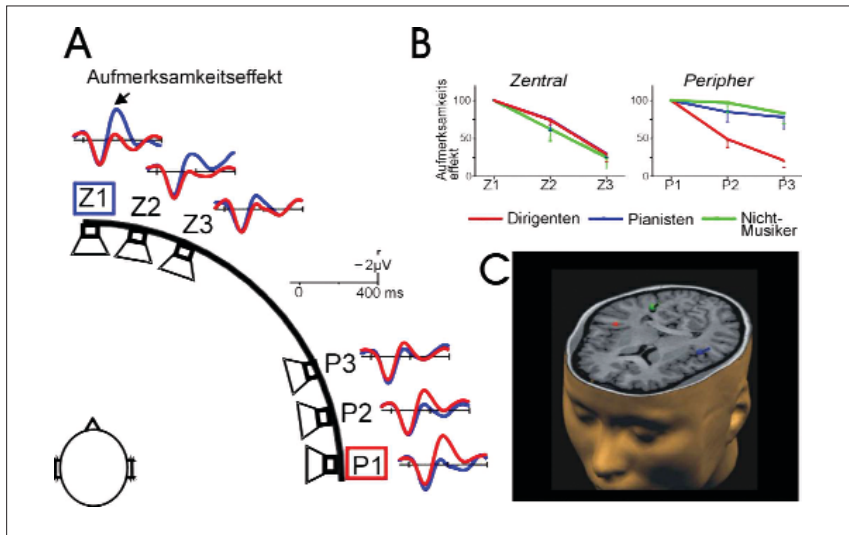 A
Aufmerksamkeitseffekt
Z1
Z2
Z3
−2µV
0
400 ms
P3
P2
P1
B
Zentral
Peripher
Aufmerksamkeits
effekt
100
50
0
Z1
Z2
Z3
100
50
0
P1
P2
P3
Dirigenten
Pianisten
Nicht-
Musiker
C